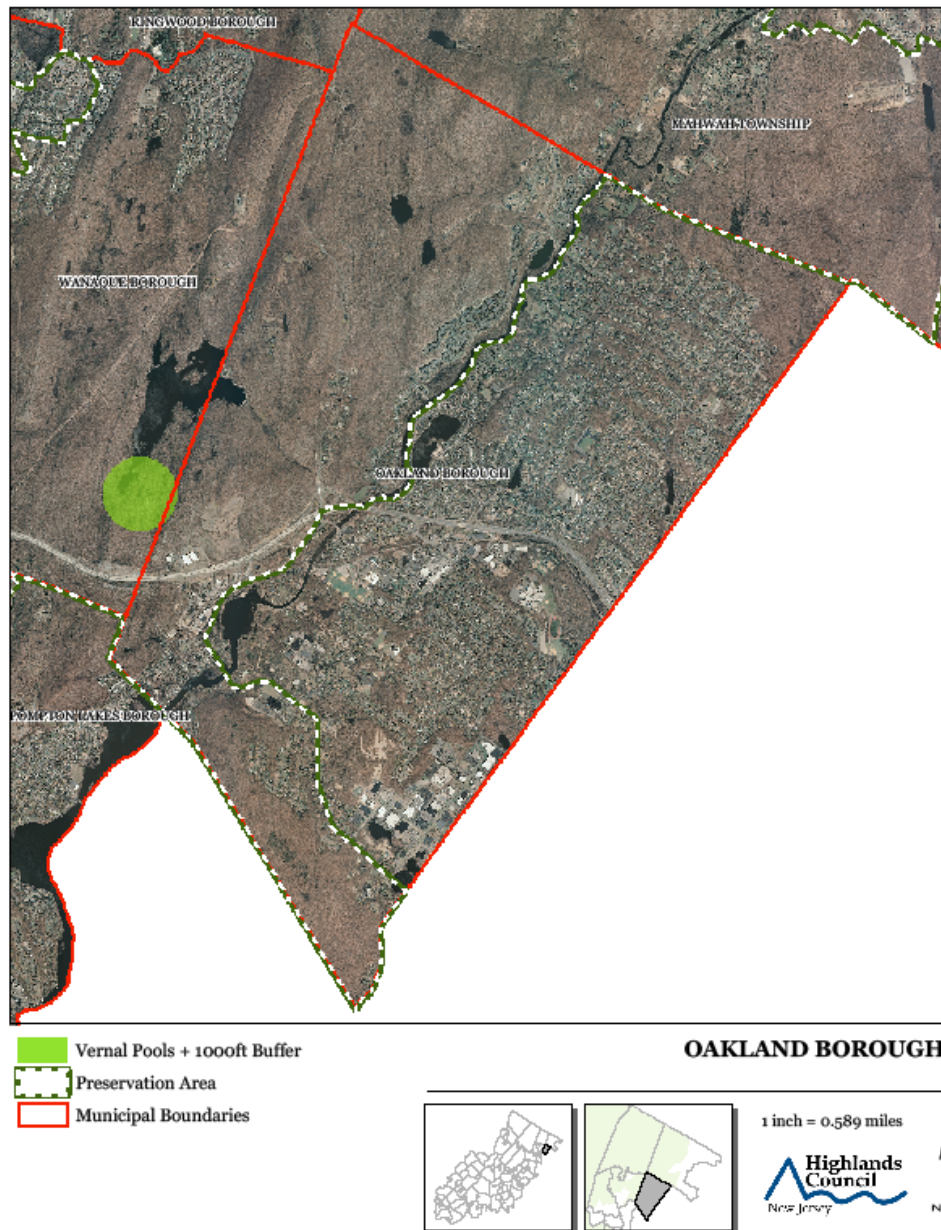 RINGWOOD BOROUGH
MAHWAH TOWNSHIP
WANAQUE BOROUGH
OAKLAND BOROUGH
POMPTON LAKES BOROUGH
Vernal Pools + 1000ft Buffer
Preservation Area
Municipal Boundaries
OAKLAND BOROUGH
1 inch = 0.589 miles
Highlands
Council
New Jersey
N